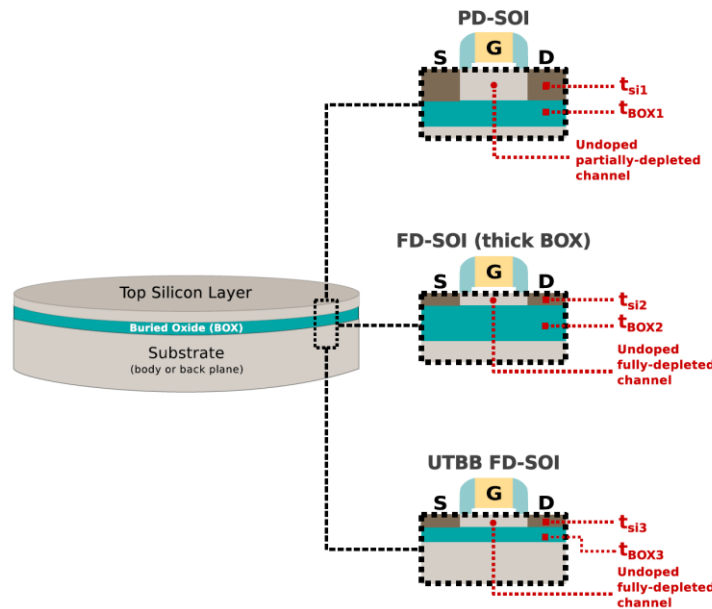 PD-SOI
G
S
D
tsi1
tBOX1
Undoped
partially-depleted
channel
FD-SOI (thick BOX)
G
S
D
tsi2
tBOX2
Undoped
fully-depleted
channel
Top Silicon Layer
Buried Oxide (BOX)
Substrate
(body or back plane)
UTBB FD-SOI
G
S
D
tsi3
tBOX3
Undoped
fully-depleted
channel